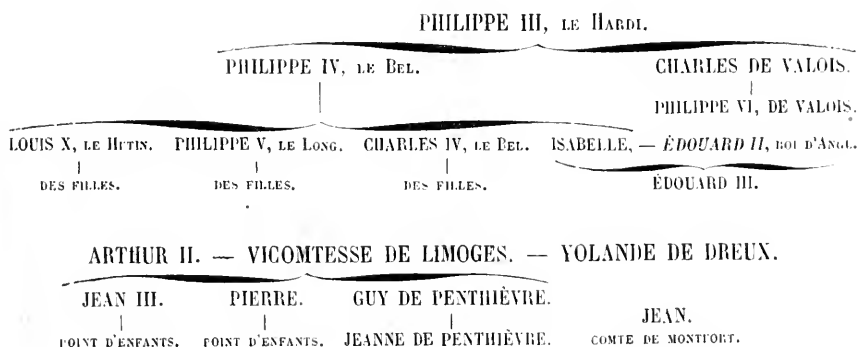 PHILIPPE III, LE HARDI.
PHILIPPE IV, LE BEL. CHARLES DE VALOIS.
PHILIPPE VI, DE VALOIS.
LOUIS X, LE HUTIN. PHILIPPE V, LE LONG. CHARLES IV, LE BEL. ISABELLE, — ÉDOUARD II, ROI D'ANGL.
DES FILLES. DES FILLES. DES FILLES. ÉDOUARD III.
ARTHUR II. — VICOMTESSE DE LIMOGES. — YOLANDE DE DREUX.
JEAN III. PIERRE. GUY DE PENTHIÈVRE.
JEAN.
POINT D'ENFANTS. POINT D'ENFANTS. JEANNE DE PENTHIÈVRE. COMTE DE MONTFORT.